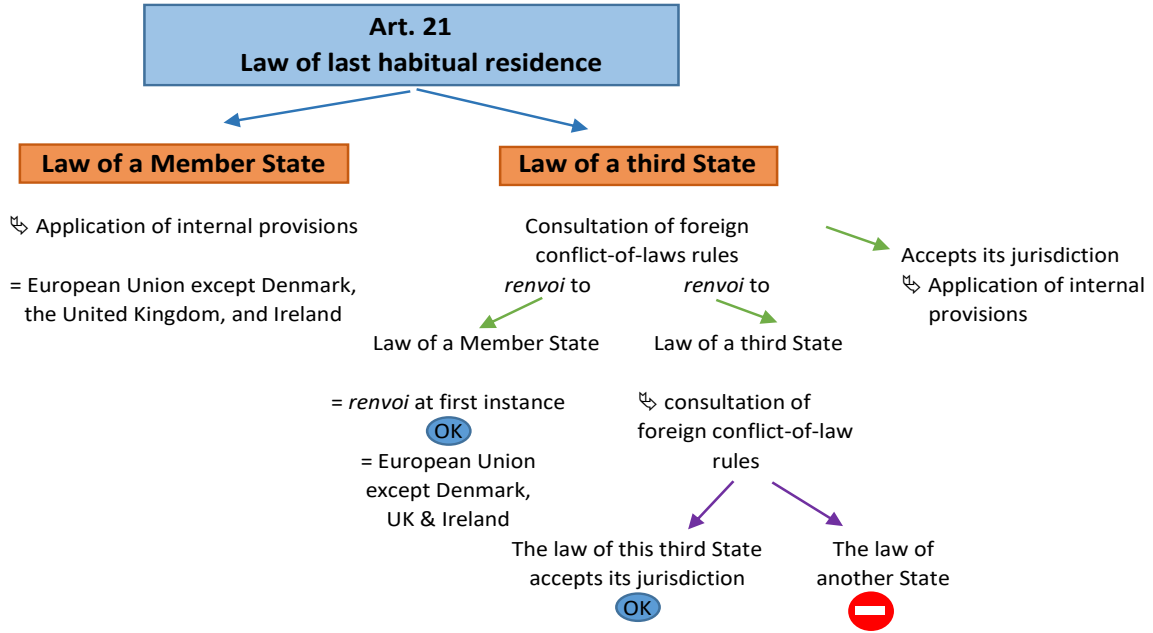 Art. 21
Law of last habitual residence
Law of a Member State
Law of a third State
⮱ Application of internal provisions
= European Union except Denmark,
the United Kingdom, and Ireland
Consultation of foreign
conflict-of-laws rules
renvoi to
renvoi to
Accepts its jurisdiction
⮱ Application of internal
provisions
Law of a Member State
Law of a third State
= renvoi at first instance
OK
= European Union
except Denmark,
UK & Ireland
⮱ consultation of
foreign conflict-of-law
rules
The law of this third State
accepts its jurisdiction
OK
The law of
another State